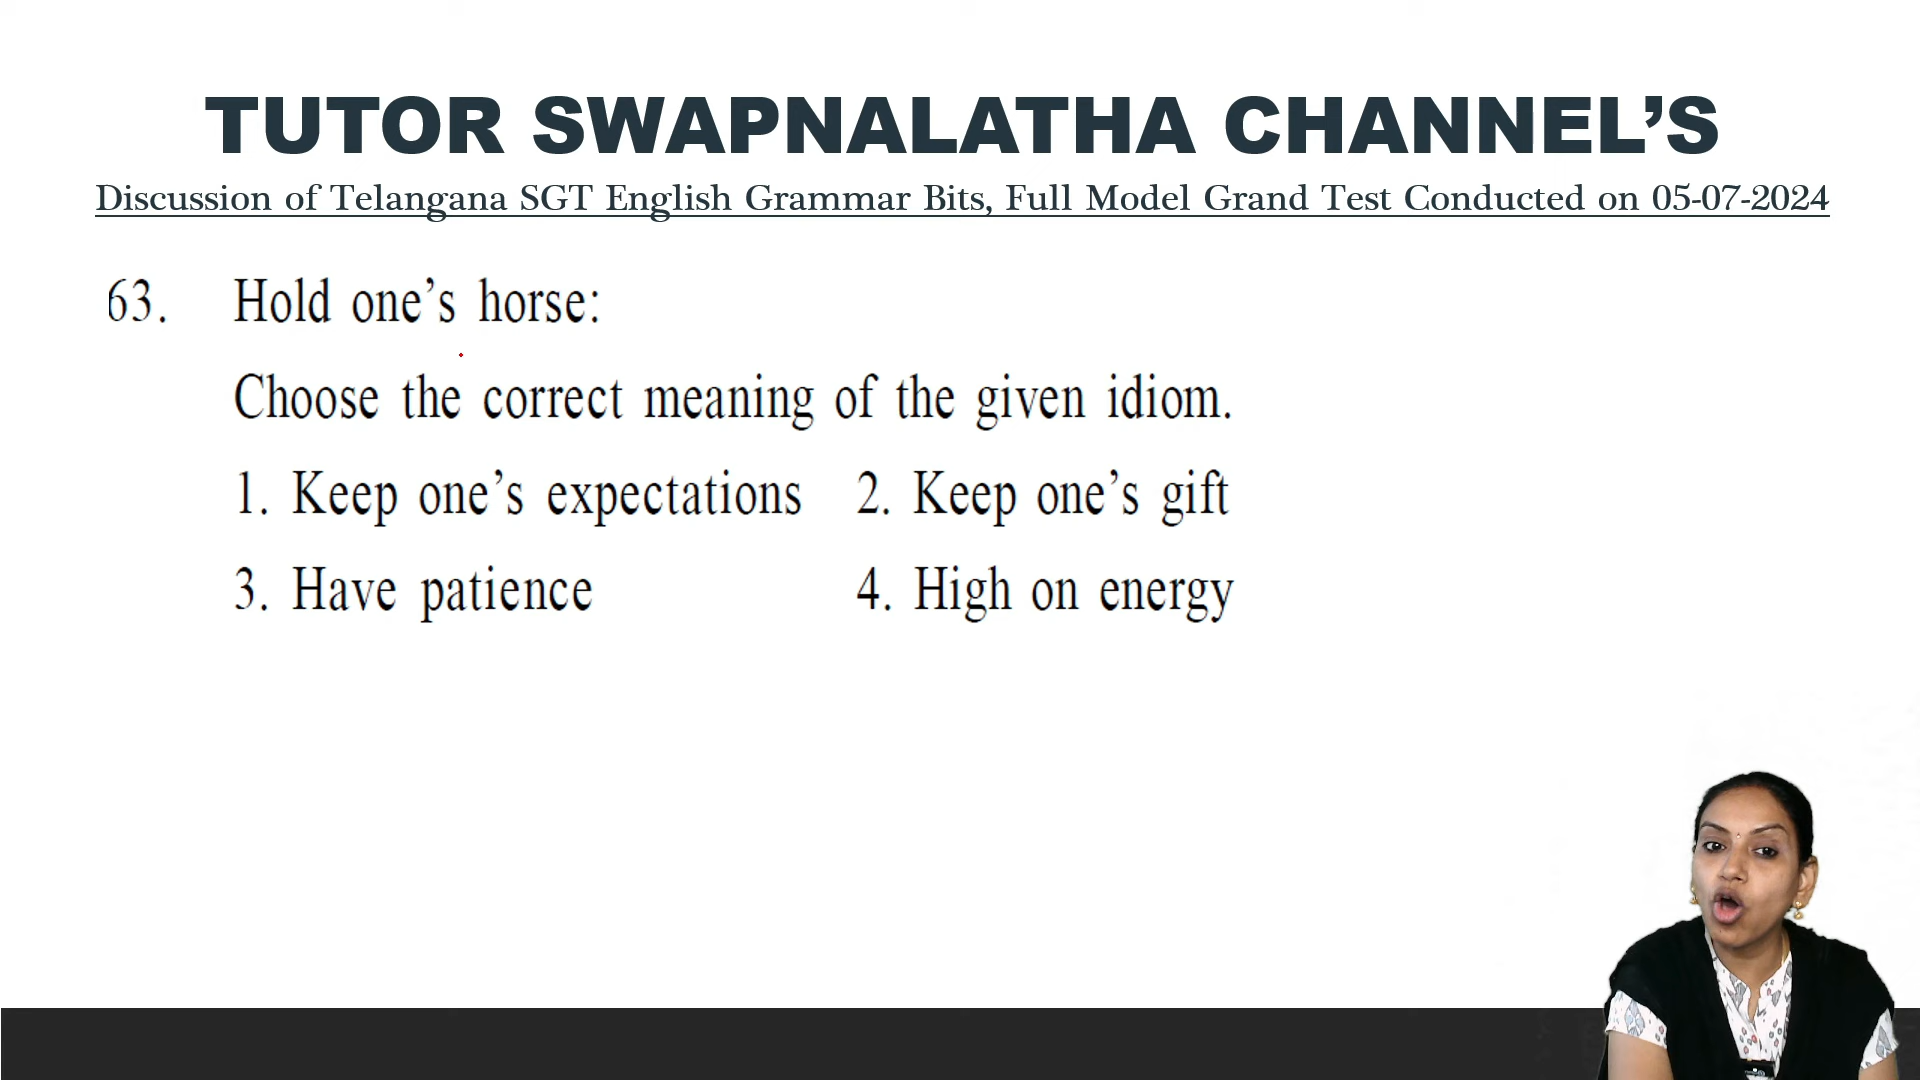 TUTOR SWAPNALATHA CHANNEL’S
Discussion of Telangana SGT English Grammar Bits, Full Model Grand Test Conducted on 05-07-2024
63. Hold one’s horse:
Choose the correct meaning of the given idiom.
1. Keep one’s expectations 2. Keep one’s gift
3. Have patience 4. High on energy